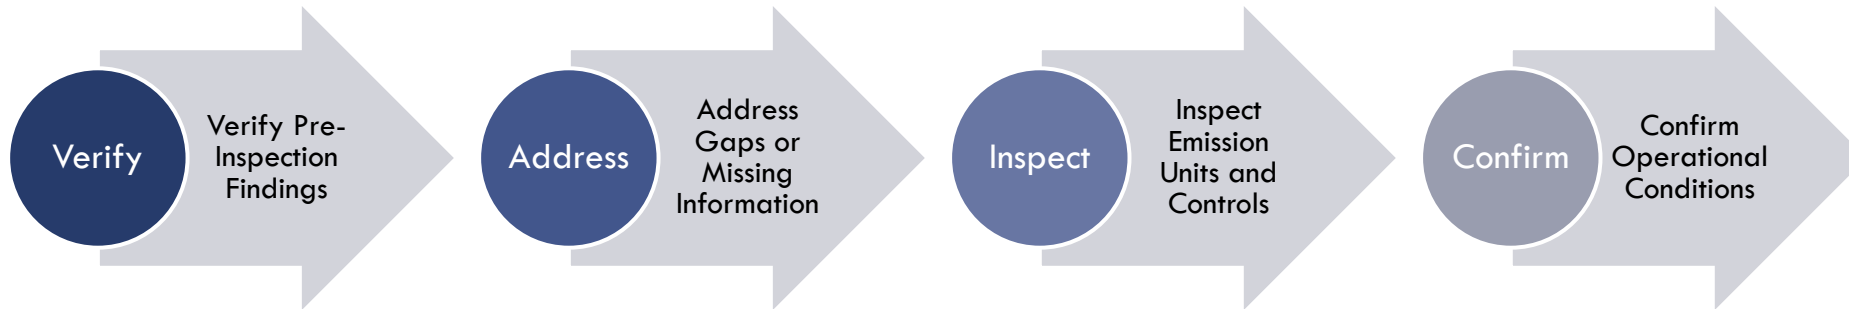 Verify
Verify Pre-
Inspection
Findings
Address
Address
Gaps or
Missing
Information
Inspect
Inspect
Emission
Units and
Controls
Confirm
Confirm
Operational
Conditions